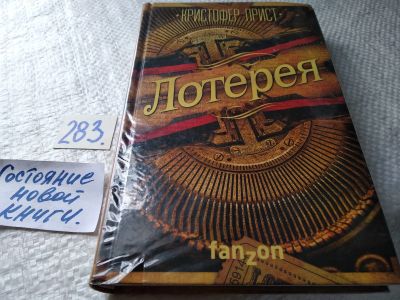 КРИСТОФЕР ПРИСТ
Лотерея
fanzon
283.
Состояние
новой
книги.